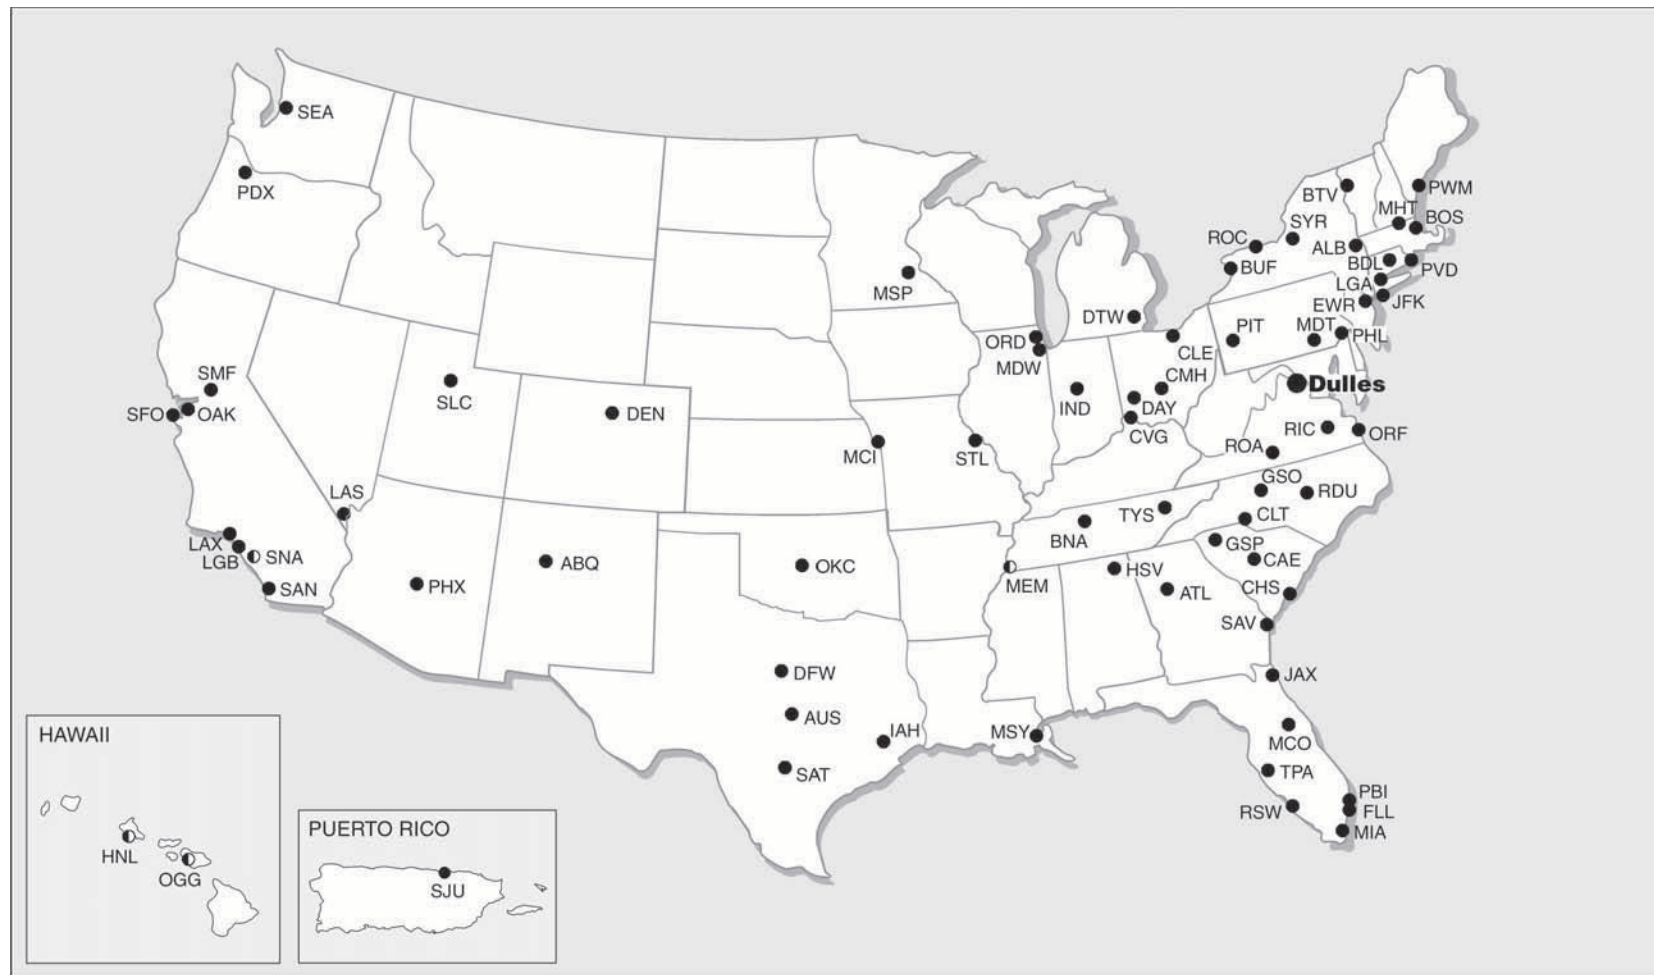 SEA
PDX
BTV
PWM
MHT
BOS
SYR
ROC
ALB
BUF
BDL
PVD
LGA
MSP
EWR
JFK
DTW
PIT
MDT
PHL
ORD
CLE
MDW
CMH
SMF
Dulles
SLC
IND
DAY
SFO
OAK
DEN
CVG
RIC
ORF
ROA
MCI
STL
GSO
LAS
RDU
TYS
CLT
LAX
BNA
LGB
SNA
GSP
CAE
ABQ
OKC
HSV
MEM
SAN
PHX
ATL
CHS
SAV
DFW
JAX
AUS
IAH
MSY
HAWAII
MCO
SAT
TPA
PBI
RSW
FLL
PUERTO RICO
MIA
HNL
OGG
SJU